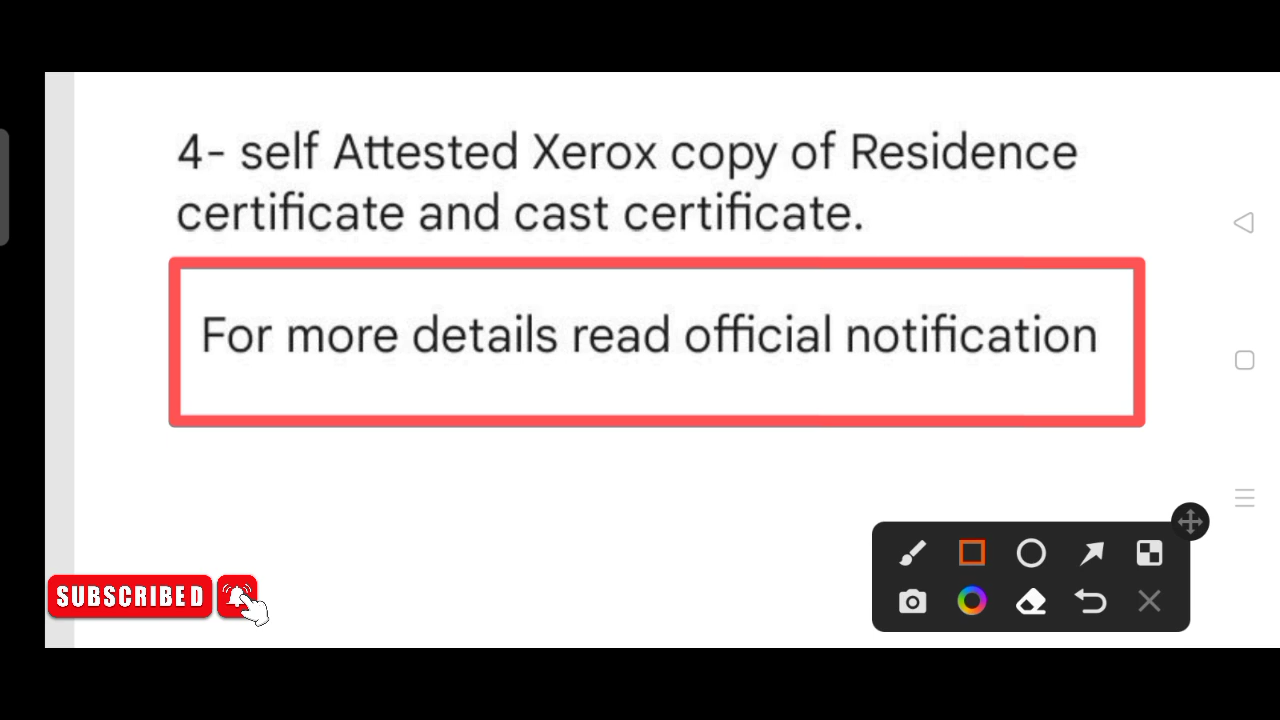 4- self Attested Xerox copy of Residence
certificate and cast certificate.
For more details read official notification
SUBSCRIBED